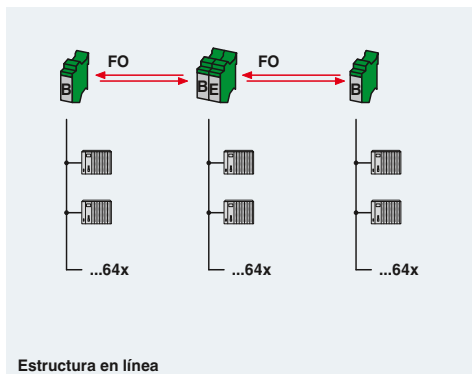 FO FO
B BE B
...64x ...64x ...64x
Estructura en línea